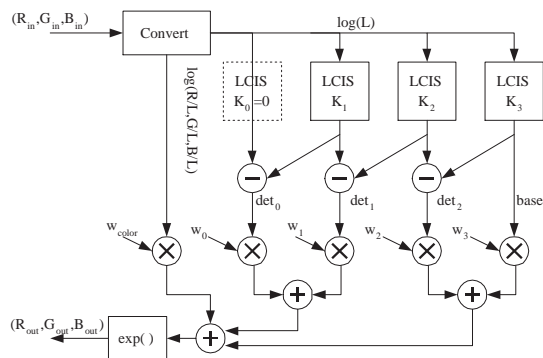 (R_in,G_in,B_in)
Convert
log(L)
log(R/L,G/L,B/L)
LCIS
K_0=0
LCIS
K_1
LCIS
K_2
LCIS
K_3
det_0
det_1
det_2
base
w_color
w_0
w_1
w_2
w_3
(R_out,G_out,B_out)
exp( )